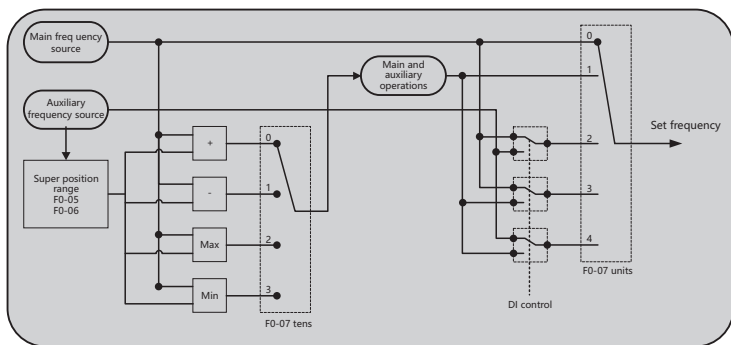 Main freq uency
source
Auxiliary
frequency source
Super position
range
F0-05
F0-06
+
-
Max
Min
0
1
2
3
F0-07 tens
Main and
auxiliary
operations
0
1
2
3
4
F0-07 units
DI control
Set frequency